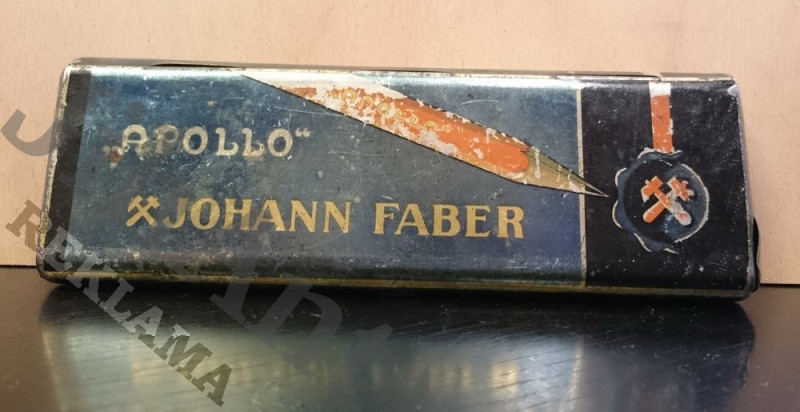 „APOLLO“
JOHANN FABER
REKLAMA